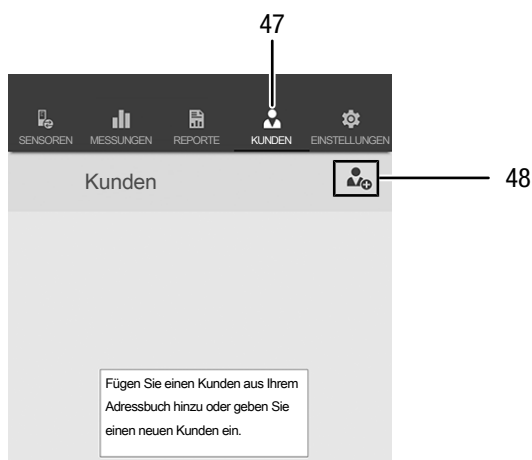 47
SENSOREN MESSUNGEN REPORTE KUNDEN EINSTELLUNGEN
Kunden
48
Fügen Sie einen Kunden aus Ihrem
Adressbuch hinzu oder geben Sie
einen neuen Kunden ein.